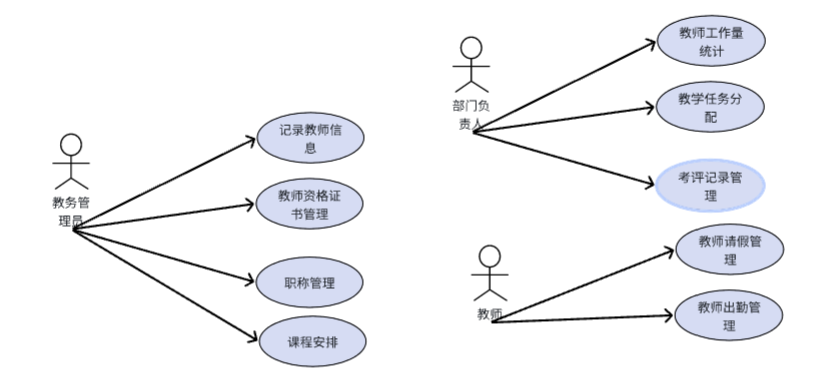 教务管
理员
记录教师信
息
教师资格证
书管理
职称管理
课程安排
部门负
责人
教师工作量
统计
教学任务分
配
考评记录管
理
教师
教师请假管
理
教师出勤管
理